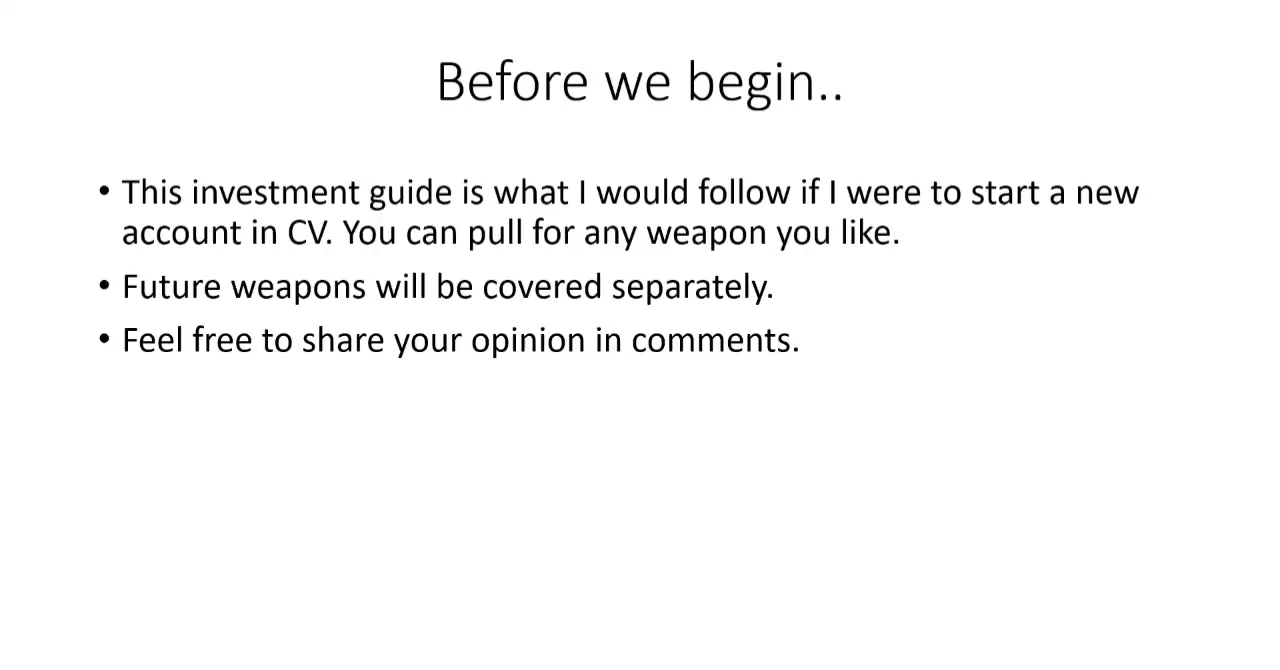 Before we begin..
• This investment guide is what I would follow if I were to start a new
account in CV. You can pull for any weapon you like.
• Future weapons will be covered separately.
• Feel free to share your opinion in comments.